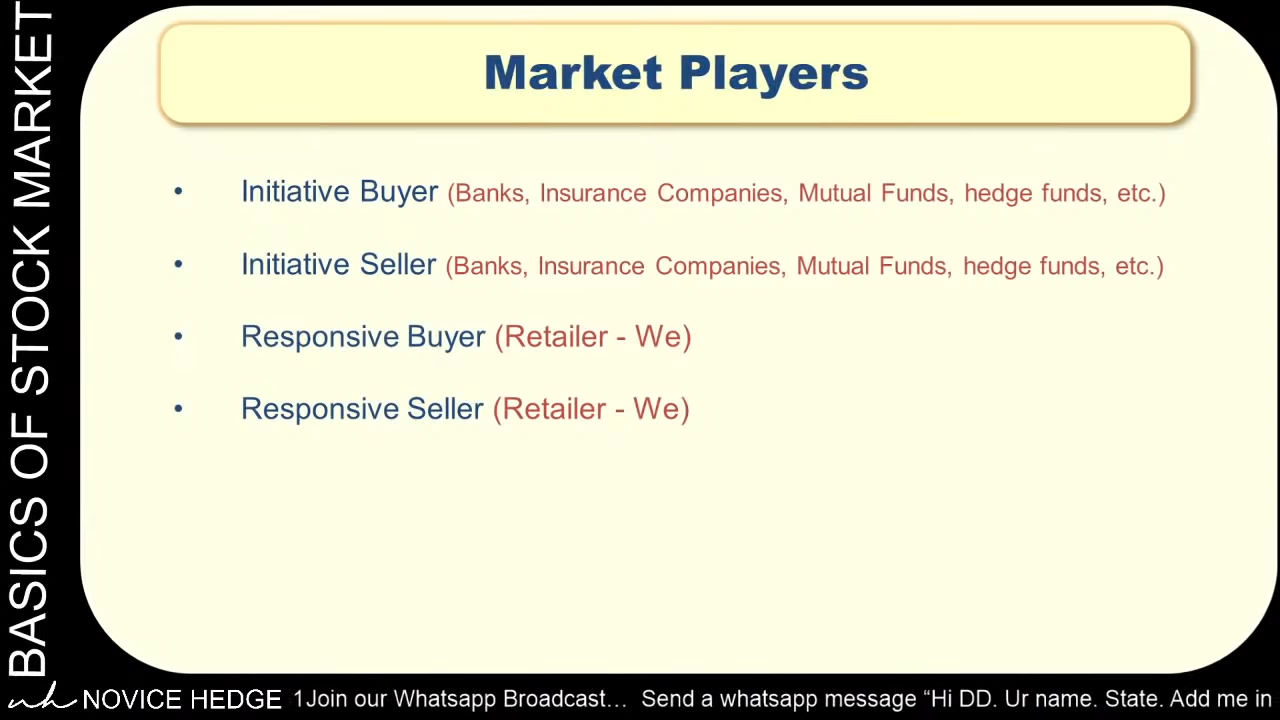 BASICS OF STOCK MARKET
Market Players
• Initiative Buyer (Banks, Insurance Companies, Mutual Funds, hedge funds, etc.)
• Initiative Seller (Banks, Insurance Companies, Mutual Funds, hedge funds, etc.)
• Responsive Buyer (Retailer - We)
• Responsive Seller (Retailer - We)
nh NOVICE HEDGE 1Join our Whatsapp Broadcast… Send a whatsapp message “Hi DD. Ur name. State. Add me in